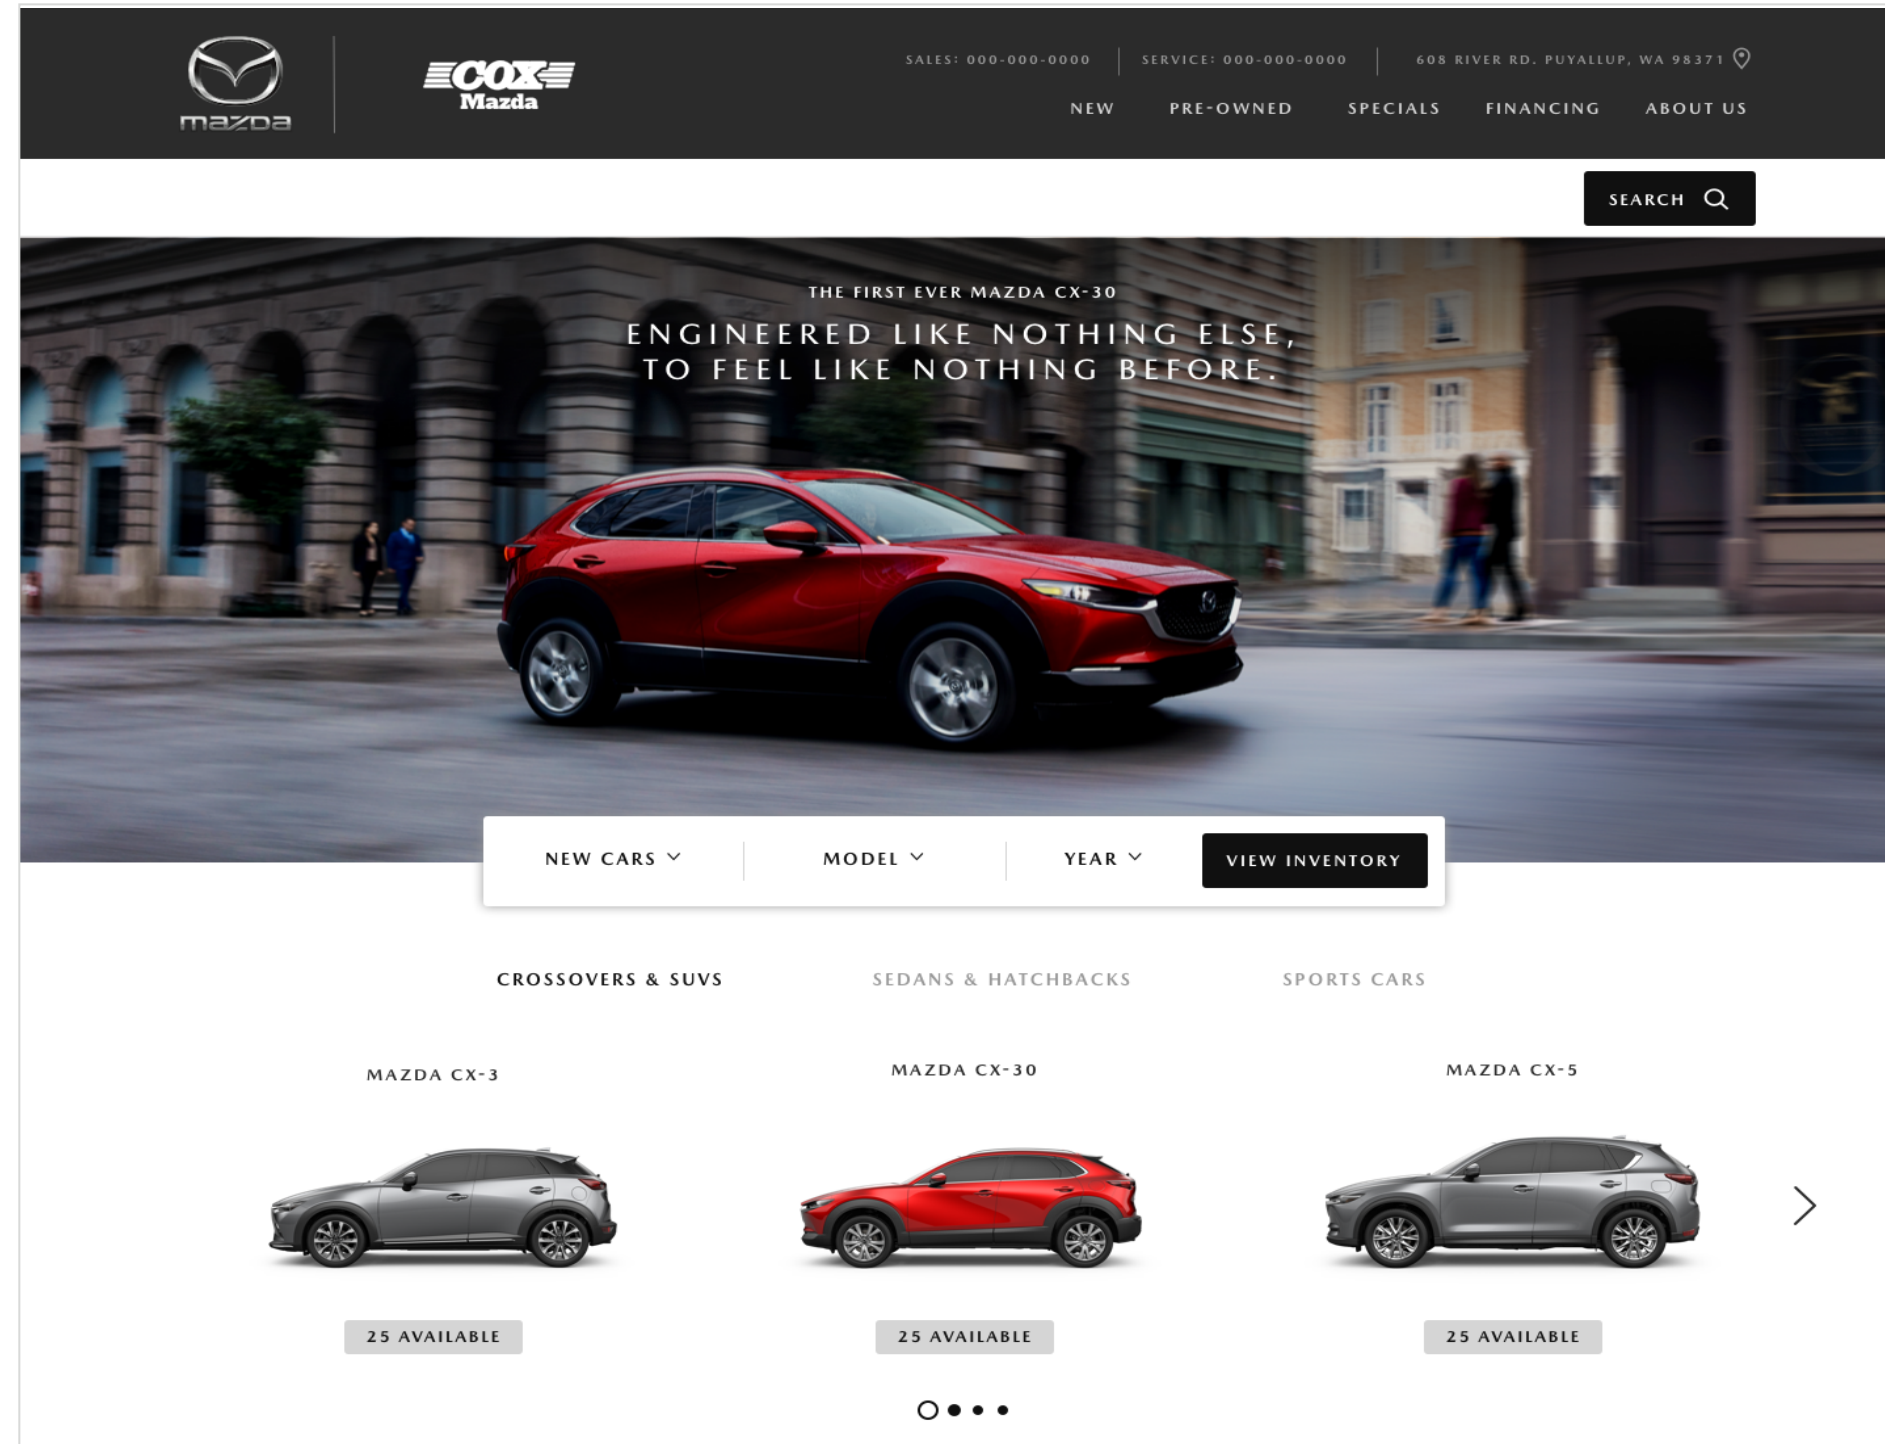 mazda
COX
Mazda
SALES: 000-000-0000
SERVICE: 000-000-0000
608 RIVER RD. PUYALLUP, WA 98371
NEW
PRE-OWNED
SPECIALS
FINANCING
ABOUT US
SEARCH
THE FIRST EVER MAZDA CX-30
ENGINEERED LIKE NOTHING ELSE,
TO FEEL LIKE NOTHING BEFORE.
NEW CARS
MODEL
YEAR
VIEW INVENTORY
CROSSOVERS & SUVS
SEDANS & HATCHBACKS
SPORTS CARS
MAZDA CX-3
MAZDA CX-30
MAZDA CX-5
25 AVAILABLE
25 AVAILABLE
25 AVAILABLE